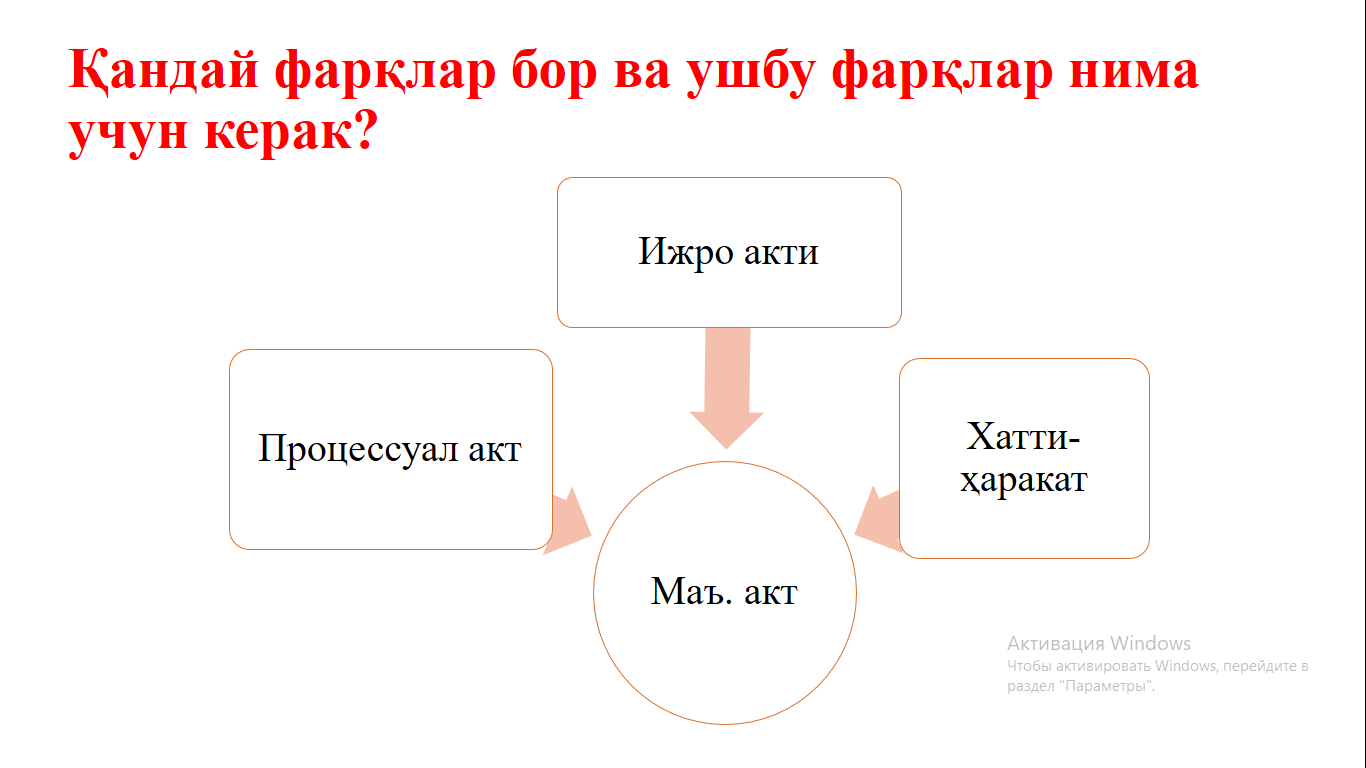 Қандай фарқлар бор ва ушбу фарқлар нима
учун керак?
Ижро акти
Процессуал акт
Хатти-
ҳаракат
Маъ. акт
Активация Windows
Чтобы активировать Windows, перейдите в
раздел "Параметры".